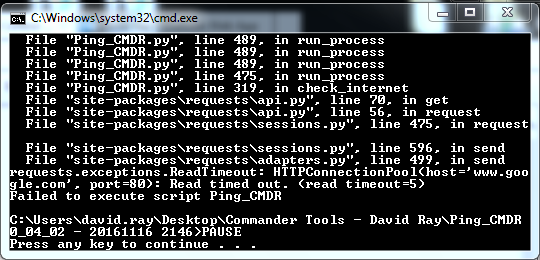 C:\Windows\system32\cmd.exe
File "Ping_CMDR.py", line 489, in run_process
File "Ping_CMDR.py", line 489, in run_process
File "Ping_CMDR.py", line 489, in run_process
File "Ping_CMDR.py", line 475, in run_process
File "Ping_CMDR.py", line 319, in check_internet
File "site-packages\requests\api.py", line 70, in get
File "site-packages\requests\api.py", line 56, in request
File "site-packages\requests\sessions.py", line 475, in request
File "site-packages\requests\sessions.py", line 596, in send
File "site-packages\requests\adapters.py", line 499, in send
requests.exceptions.ReadTimeout: HTTPConnectionPool(host='www.goo
gle.com', port=80): Read timed out. (read timeout=5)
Failed to execute script Ping_CMDR
C:\Users\david.ray\Desktop\Commander Tools - David Ray\Ping_CMDR
0_04_02 - 20161116 2146>PAUSE
Press any key to continue . . .